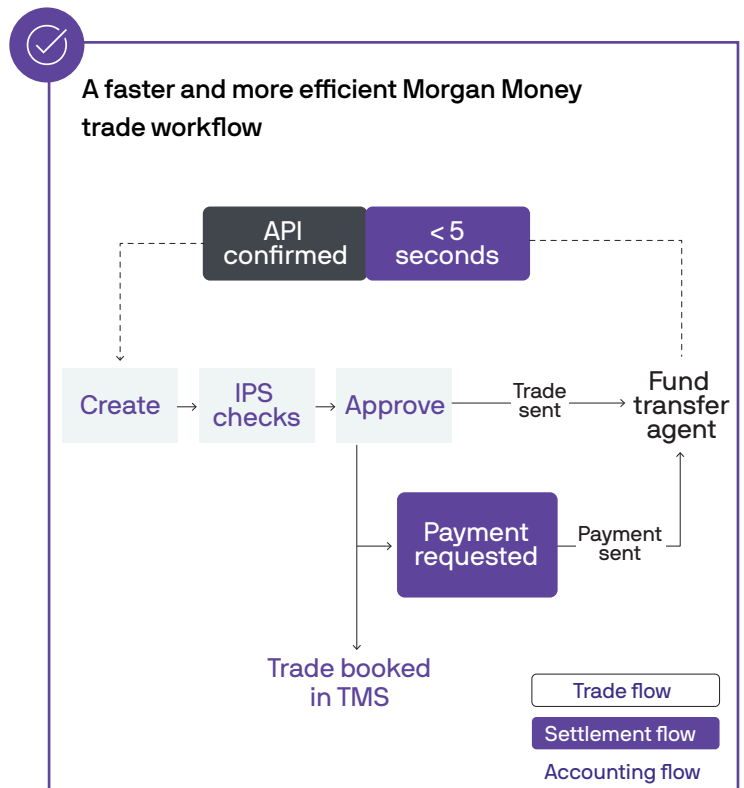 A faster and more efficient Morgan Money
trade workflow
API
confirmed
< 5
seconds
Create
IPS
checks
Approve
Trade
sent
Fund
transfer
agent
Payment
requested
Payment
sent
Trade booked
in TMS
Trade flow
Settlement flow
Accounting flow